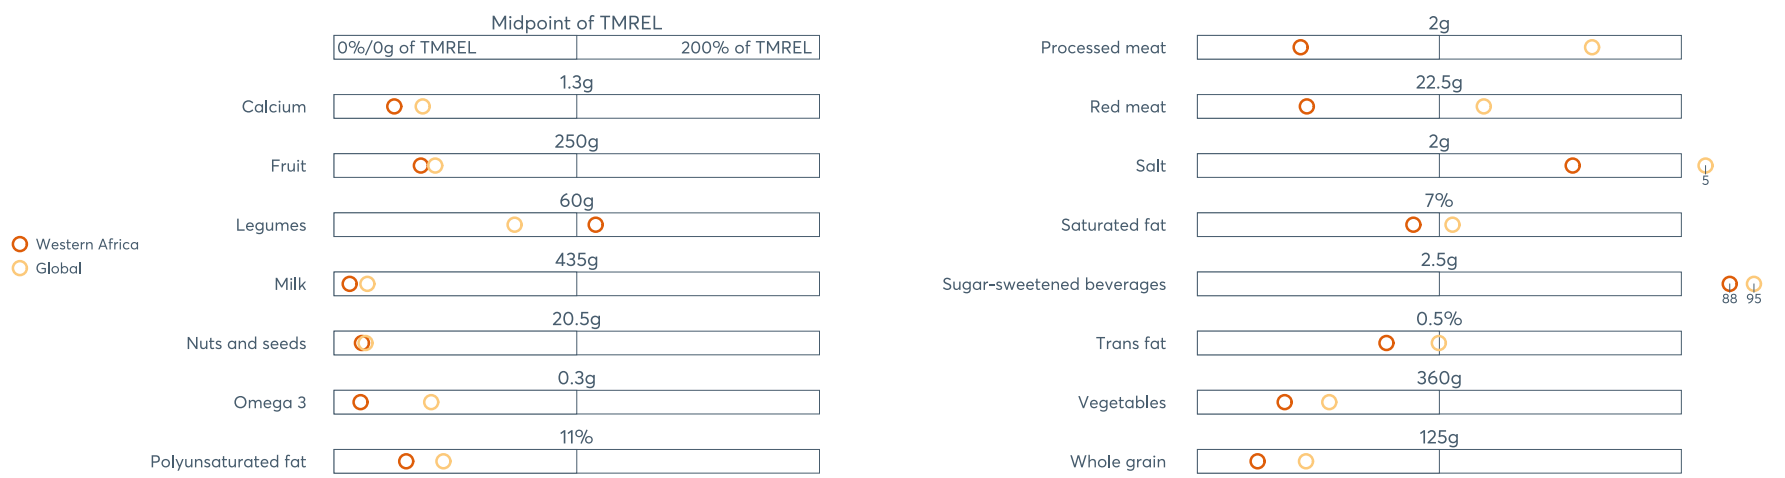 Midpoint of TMREL
0%/0g of TMREL 200% of TMREL
1.3g
Calcium
250g
Fruit
60g
Legumes
435g
Milk
20.5g
Nuts and seeds
0.3g
Omega 3
11%
Polyunsaturated fat
Western Africa
Global
2g
Processed meat
22.5g
Red meat
2g
Salt
5
7%
Saturated fat
2.5g
Sugar-sweetened beverages
88 95
0.5%
Trans fat
360g
Vegetables
125g
Whole grain